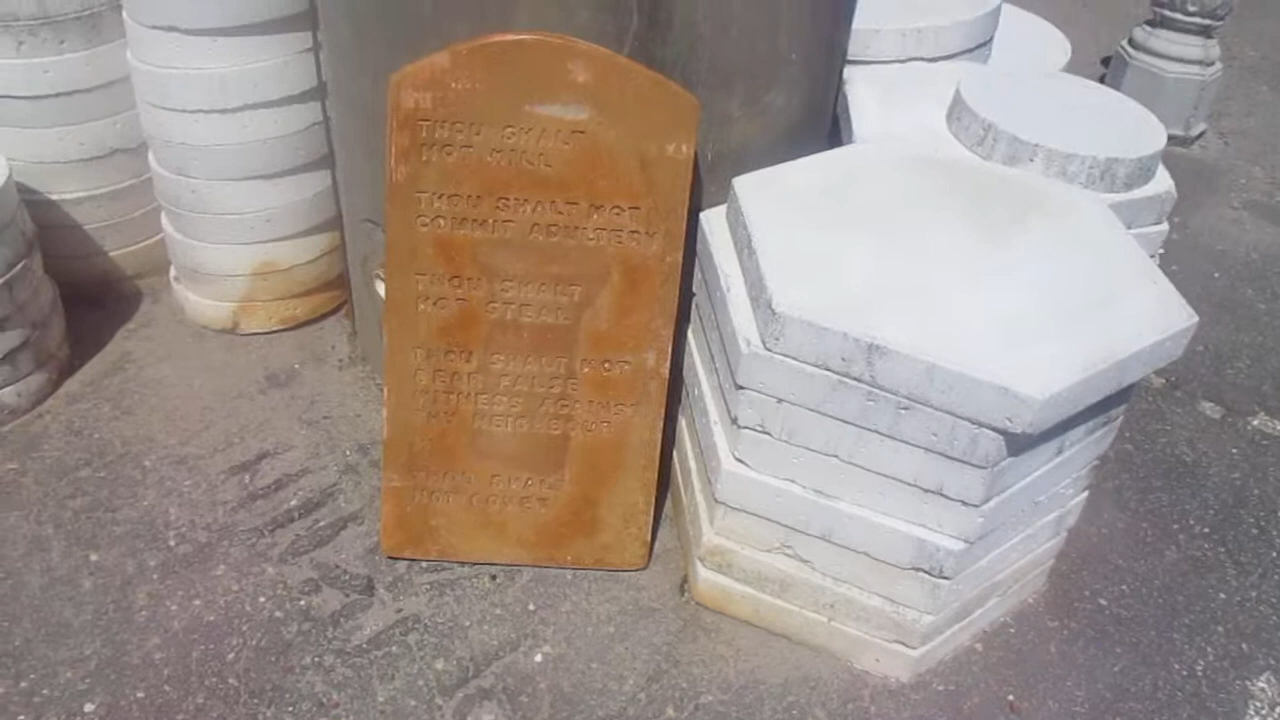 THOU SHALT
NOT KILL
THOU SHALT NOT
COMMIT ADULTERY
THOU SHALT
NOT STEAL
THOU SHALT NOT
BEAR FALSE
WITNESS AGAINST
THY NEIGHBOUR
THOU SHALT
NOT COVET